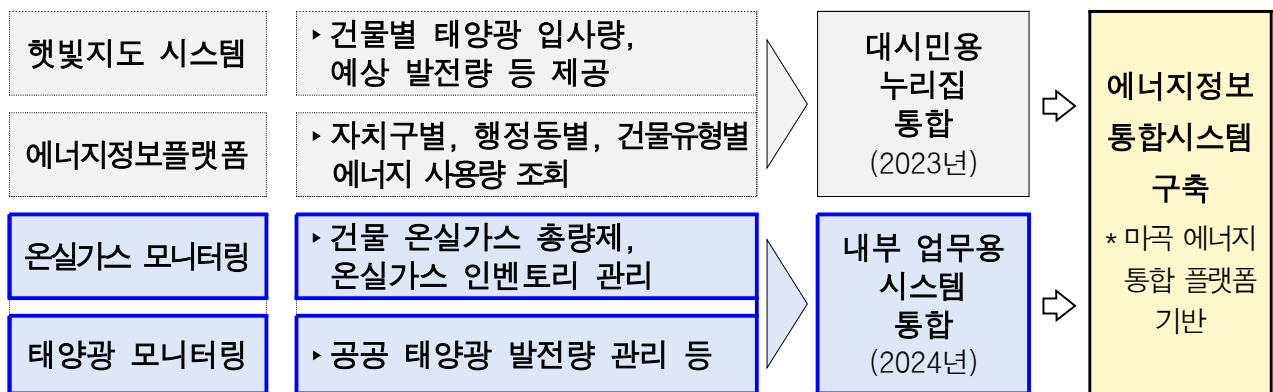 햇빛지도 시스템
‣ 건물별 태양광 입사량,
예상 발전량 등 제공
에너지정보플랫폼
‣ 자치구별, 행정동별, 건물유형별
에너지 사용량 조회
대시민용
누리집
통합
(2023년)
온실가스 모니터링
‣ 건물 온실가스 총량제,
온실가스 인벤토리 관리
태양광 모니터링
‣ 공공 태양광 발전량 관리 등
내부 업무용
시스템
통합
(2024년)
에너지정보
통합시스템
구축
* 마곡 에너지
통합 플랫폼
기반